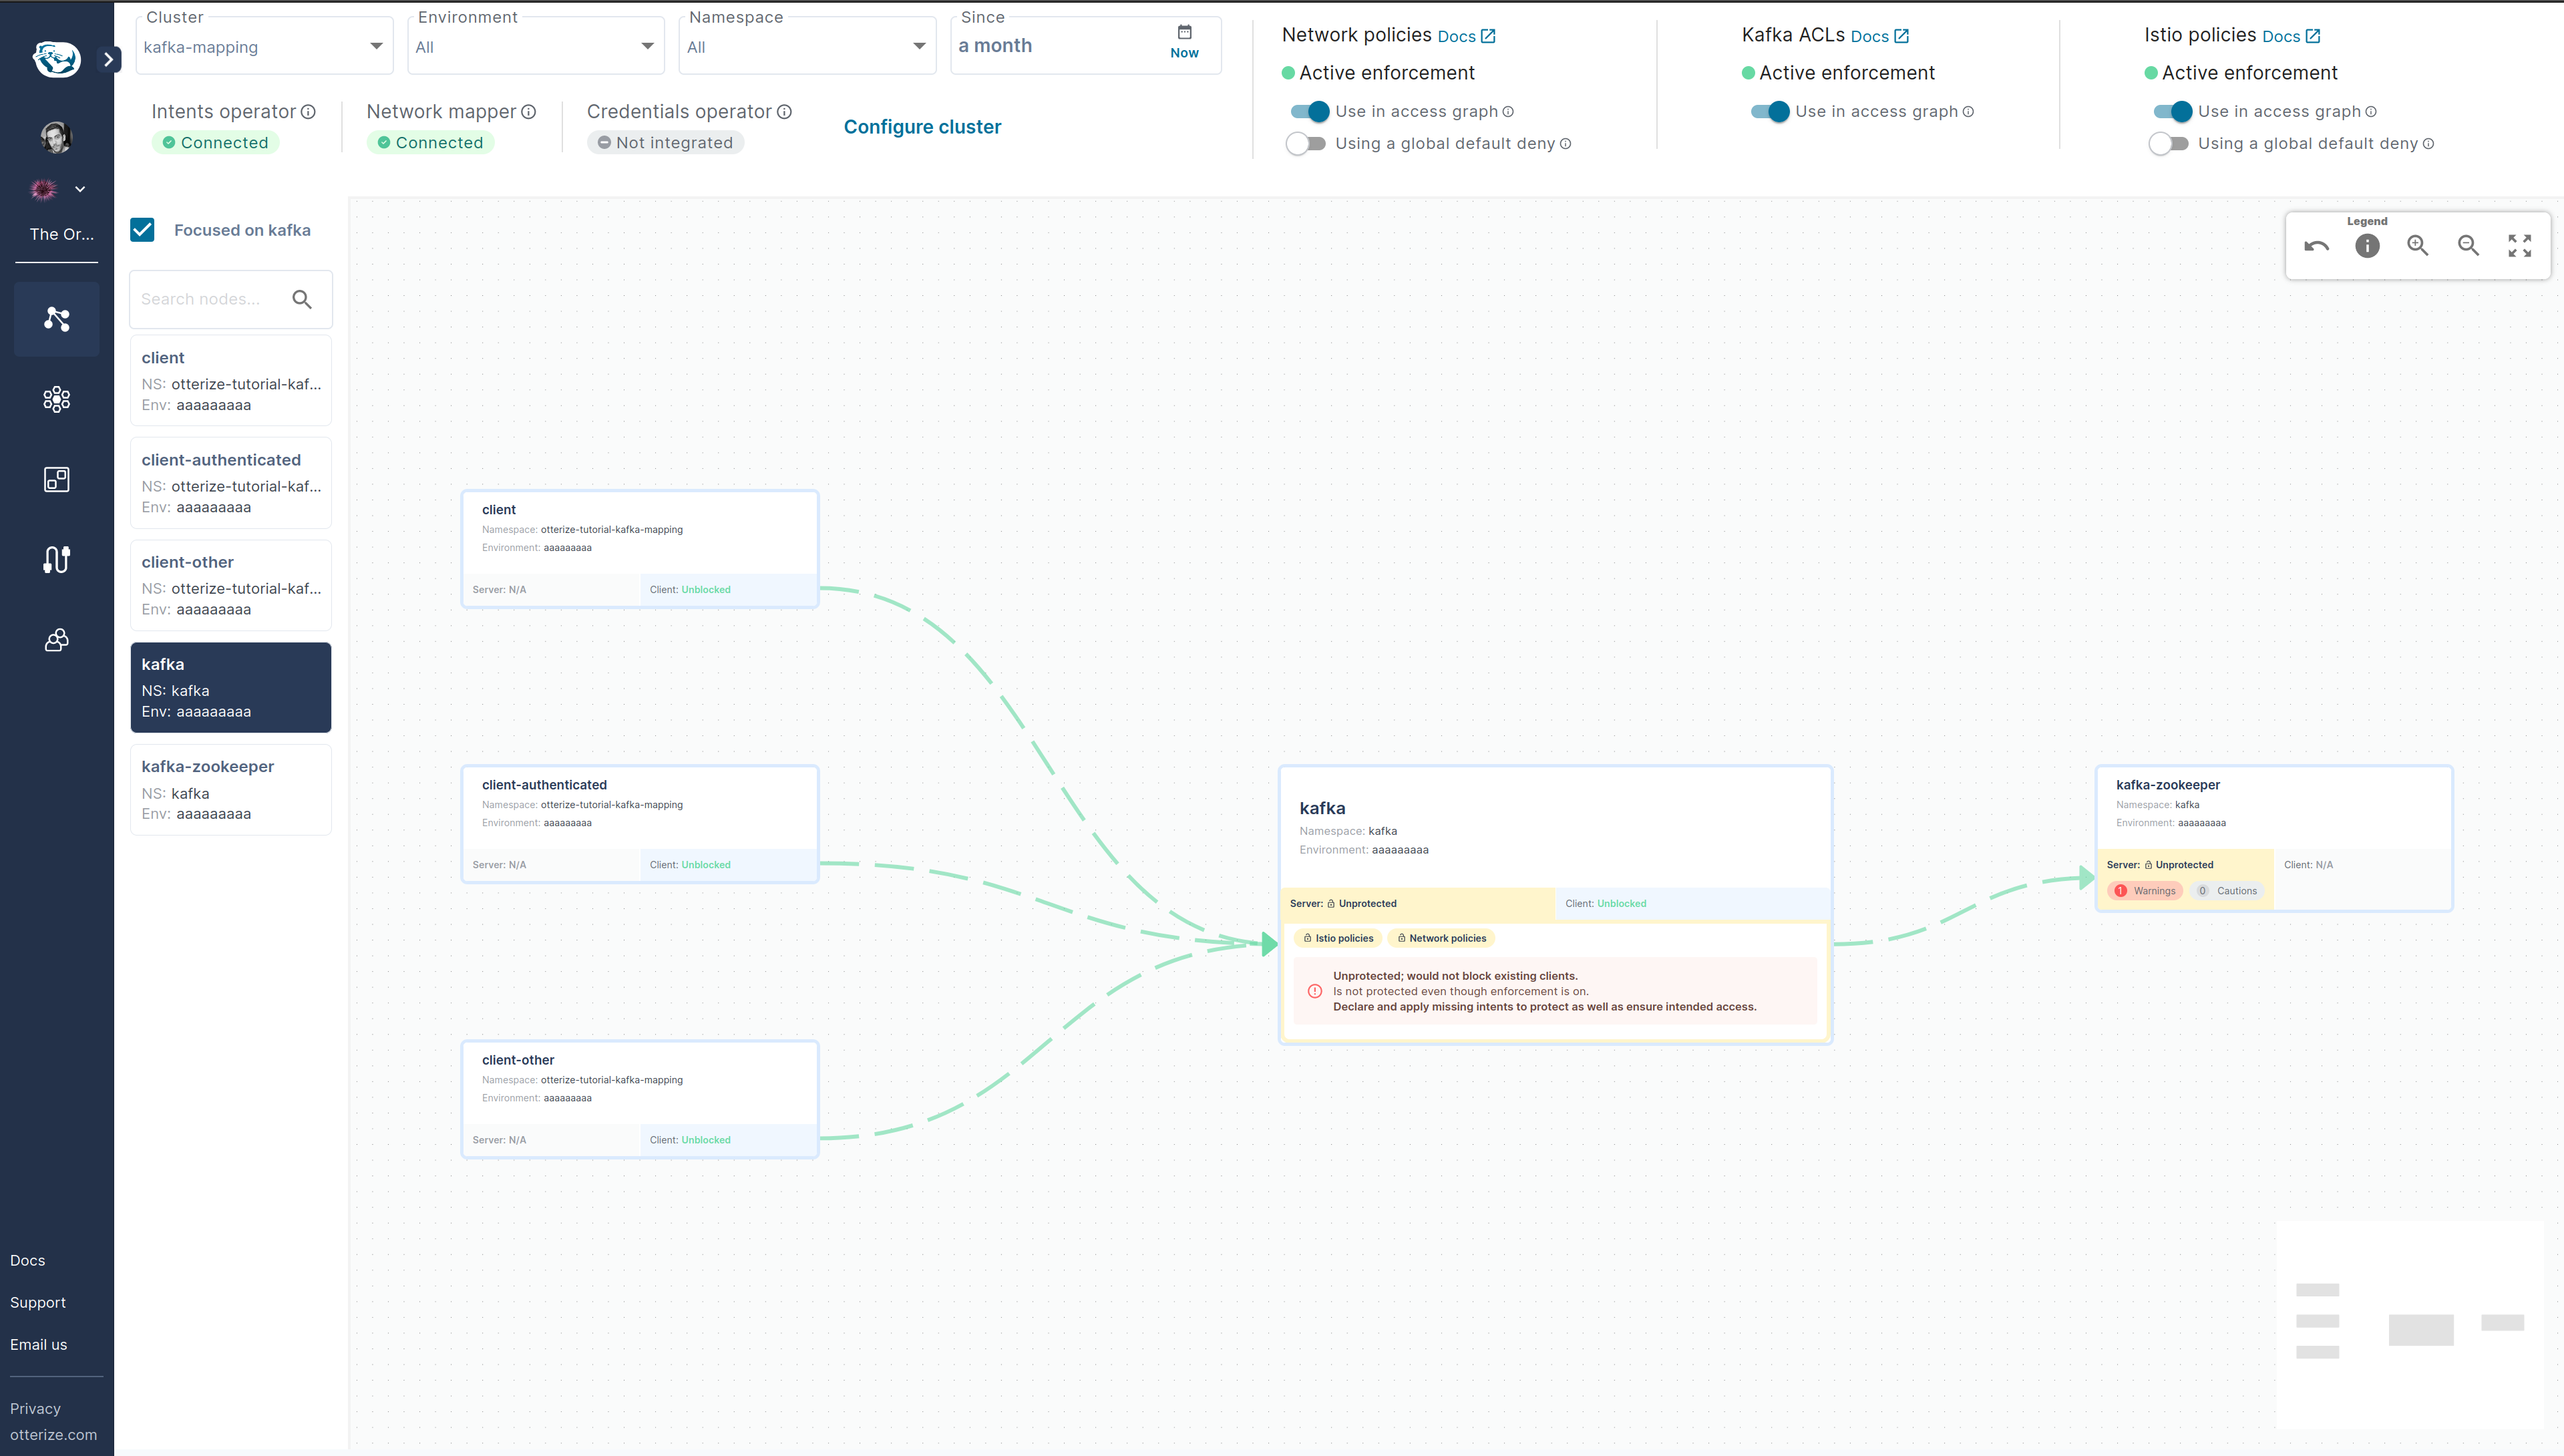 Cluster
kafka-mapping
Environment
All
Namespace
All
Since
a month
Now
Intents operator
Connected
Network mapper
Connected
Credentials operator
Not integrated
Configure cluster
Network policies Docs
Active enforcement
Use in access graph
Using a global default deny
Kafka ACLs Docs
Active enforcement
Use in access graph
Istio policies Docs
Active enforcement
Use in access graph
Using a global default deny
The Or...
Docs
Support
Email us
Privacy
otterize.com
Focused on kafka
Search nodes...
client
NS: otterize-tutorial-kaf...
Env: aaaaaaaaa
client-authenticated
NS: otterize-tutorial-kaf...
Env: aaaaaaaaa
client-other
NS: otterize-tutorial-kaf...
Env: aaaaaaaaa
kafka
NS: kafka
Env: aaaaaaaaa
kafka-zookeeper
NS: kafka
Env: aaaaaaaaa
Legend
client
Namespace: otterize-tutorial-kafka-mapping
Environment: aaaaaaaaa
Server: N/A
Client: Unblocked
client-authenticated
Namespace: otterize-tutorial-kafka-mapping
Environment: aaaaaaaaa
Server: N/A
Client: Unblocked
client-other
Namespace: otterize-tutorial-kafka-mapping
Environment: aaaaaaaaa
Server: N/A
Client: Unblocked
kafka
Namespace: kafka
Environment: aaaaaaaaa
Server: Unprotected
Client: Unblocked
Istio policies
Network policies
Unprotected; would not block existing clients.
Is not protected even though enforcement is on.
Declare and apply missing intents to protect as well as ensure intended access.
kafka-zookeeper
Namespace: kafka
Environment: aaaaaaaaa
Server: Unprotected
Client: N/A
1 Warnings
0 Cautions